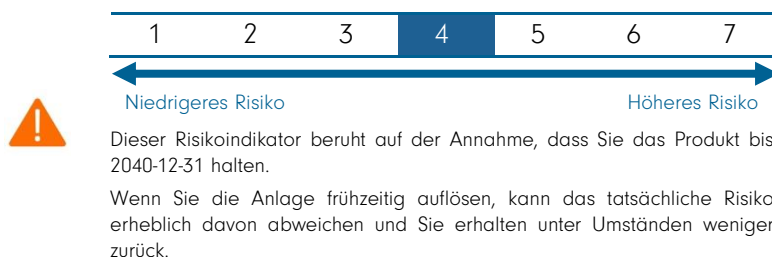 1 2 3 4 5 6 7
Niedrigeres Risiko Höheres Risiko
Dieser Risikoindikator beruht auf der Annahme, dass Sie das Produkt bis
2040-12-31 halten.
Wenn Sie die Anlage frühzeitig auflösen, kann das tatsächliche Risiko
erheblich davon abweichen und Sie erhalten unter Umständen weniger
zurück.